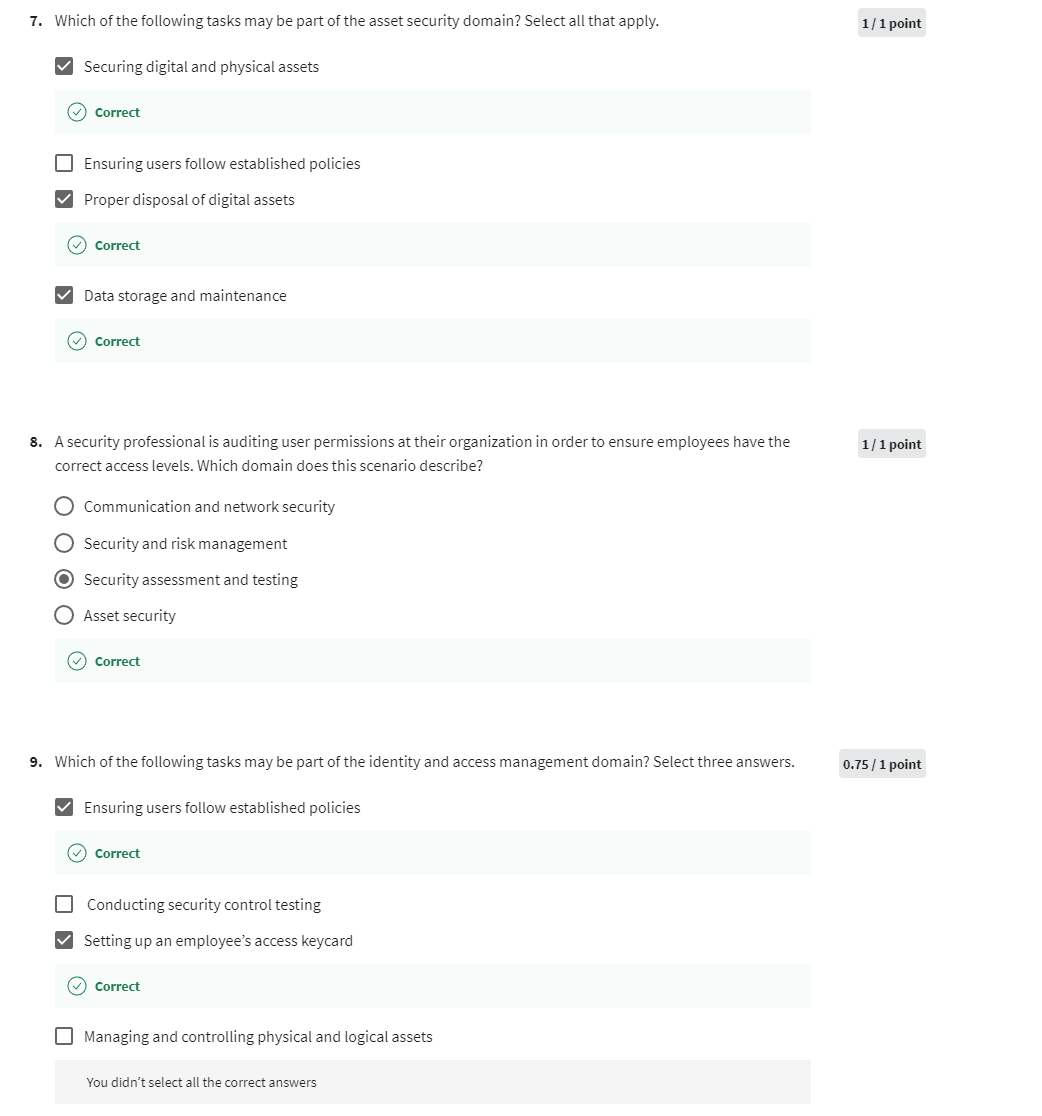 7. Which of the following tasks may be part of the asset security domain? Select all that apply.
1 / 1 point
Securing digital and physical assets
Correct
Ensuring users follow established policies
Proper disposal of digital assets
Correct
Data storage and maintenance
Correct
8. A security professional is auditing user permissions at their organization in order to ensure employees have the
correct access levels. Which domain does this scenario describe?
1 / 1 point
Communication and network security
Security and risk management
Security assessment and testing
Asset security
Correct
9. Which of the following tasks may be part of the identity and access management domain? Select three answers.
0.75 / 1 point
Ensuring users follow established policies
Correct
Conducting security control testing
Setting up an employee’s access keycard
Correct
Managing and controlling physical and logical assets
You didn’t select all the correct answers